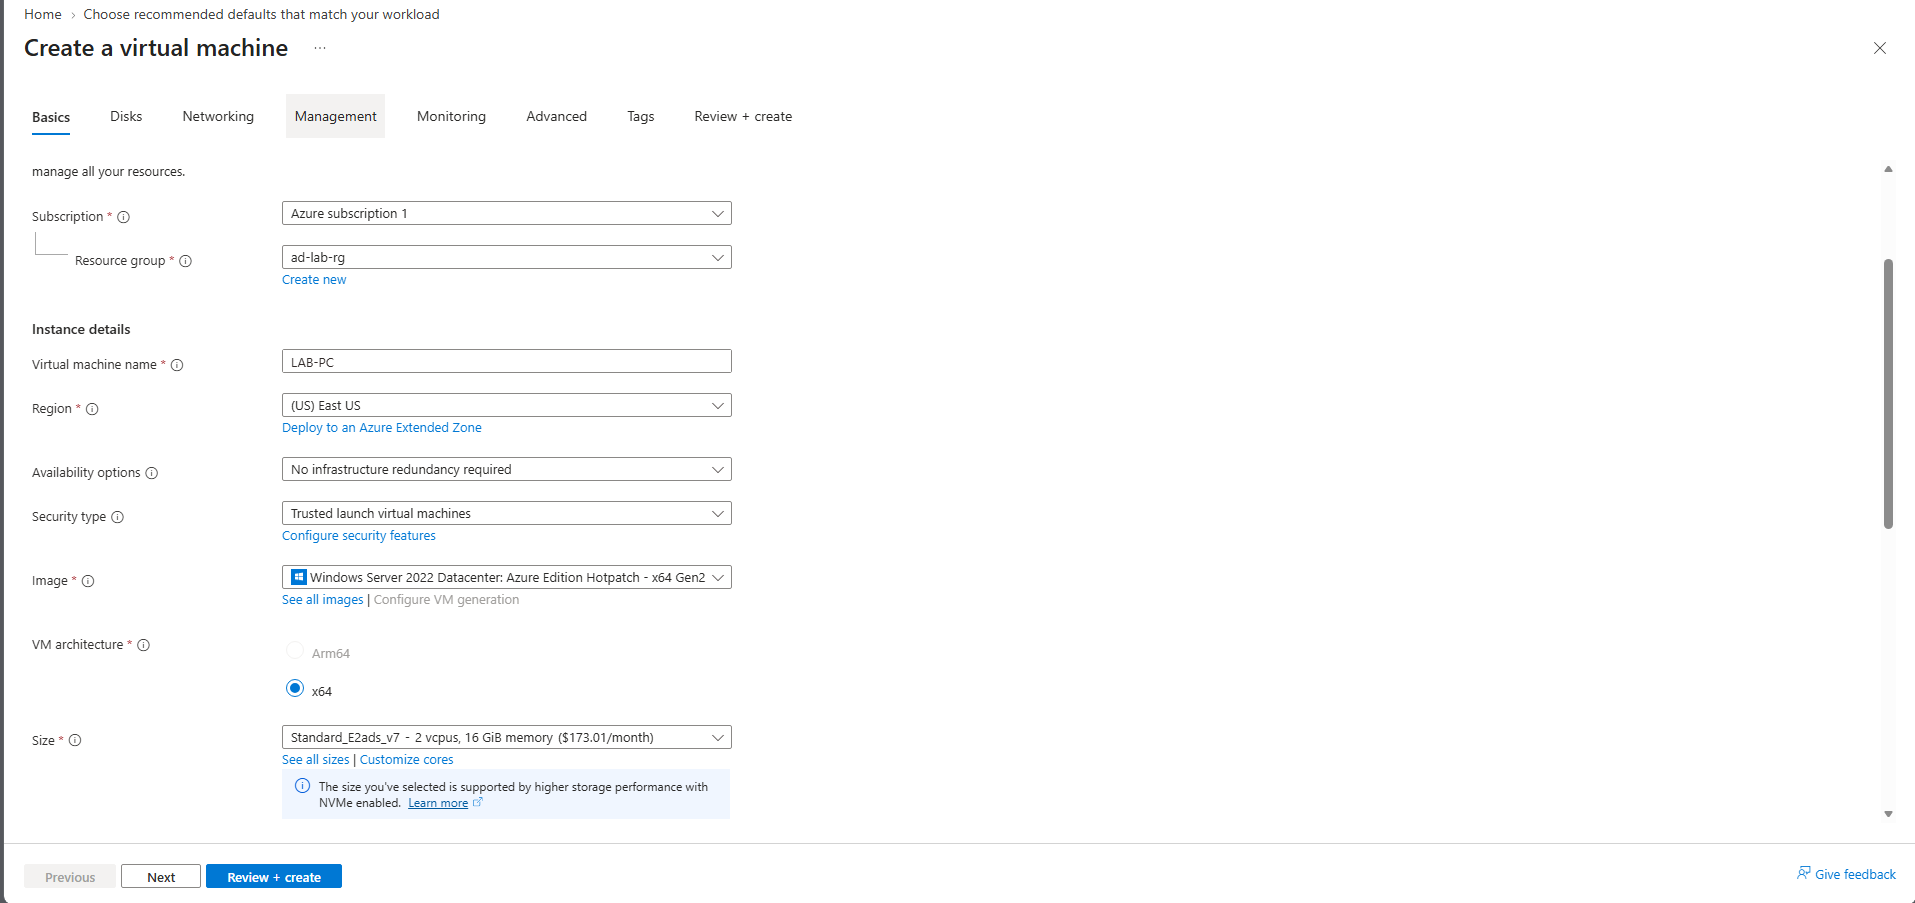 Home > Choose recommended defaults that match your workload
Create a virtual machine ...
Basics Disks Networking Management Monitoring Advanced Tags Review + create
manage all your resources.
Subscription * Azure subscription 1
Resource group * ad-lab-rg
Create new
Instance details
Virtual machine name * LAB-PC
Region * (US) East US
Deploy to an Azure Extended Zone
Availability options No infrastructure redundancy required
Security type Trusted launch virtual machines
Configure security features
Image * Windows Server 2022 Datacenter: Azure Edition Hotpatch - x64 Gen2
See all images | Configure VM generation
VM architecture *
Arm64
x64
Size * Standard_E2ads_v7 - 2 vcpus, 16 GiB memory ($173.01/month)
See all sizes | Customize cores
The size you've selected is supported by higher storage performance with
NVMe enabled. Learn more
Previous Next Review + create Give feedback